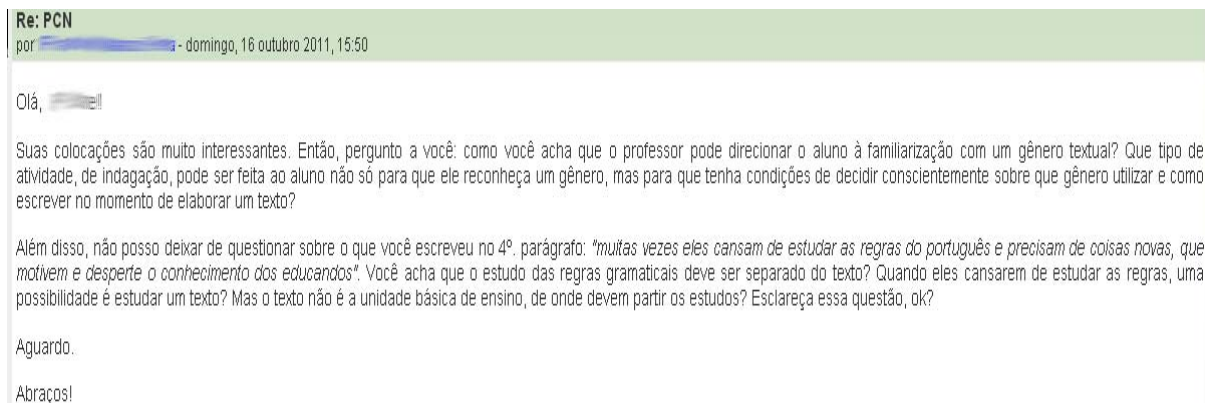 Re: PCN
por - domingo, 16 outubro 2011, 15:50
Olá,
Suas colocações são muito interessantes. Então, pergunto a você: como você acha que o professor pode direcionar o aluno à familiarização com um gênero textual? Que tipo de
atividade, de indagação, pode ser feita ao aluno não só para que ele reconheça um gênero, mas para que tenha condições de decidir conscientemente sobre que gênero utilizar e como
escrever no momento de elaborar um texto?
Além disso, não posso deixar de questionar sobre o que você escreveu no 4º. parágrafo: "muitas vezes eles cansam de estudar as regras do português e precisam de coisas novas, que
motivem e desperte o conhecimento dos educandos". Você acha que o estudo das regras gramaticais deve ser separado do texto? Quando eles cansarem de estudar as regras, uma
possibilidade é estudar um texto? Mas o texto não é a unidade básica de ensino, de onde devem partir os estudos? Esclareça essa questão, ok?
Aguardo.
Abraços!